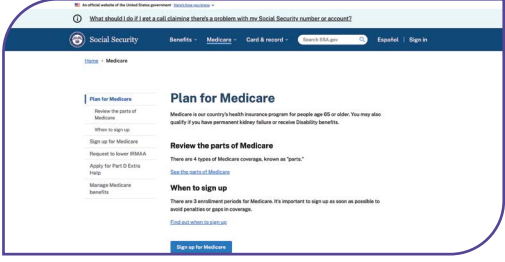 An official website of the United States government Here's how you know
What should I do if I get a call claiming there's a problem with my Social Security number or account?
Social Security
Benefits
Medicare
Card & record
Search SSA.gov
Español | Sign in
Home › Medicare
Plan for Medicare
Review the parts of
Medicare
When to sign up
Sign up for Medicare
Request to lower IRMAA
Apply for Part D Extra
Help
Manage Medicare
benefits
Plan for Medicare
Medicare is our country's health insurance program for people age 65 or older. You may also
qualify if you have permanent kidney failure or receive Disability benefits.
Review the parts of Medicare
There are 4 types of Medicare coverage, known as "parts."
See the parts of Medicare
When to sign up
There are 3 enrollment periods for Medicare. It's important to sign up as soon as possible to
avoid penalties or gaps in coverage.
Find out when to sign up
Sign up for Medicare